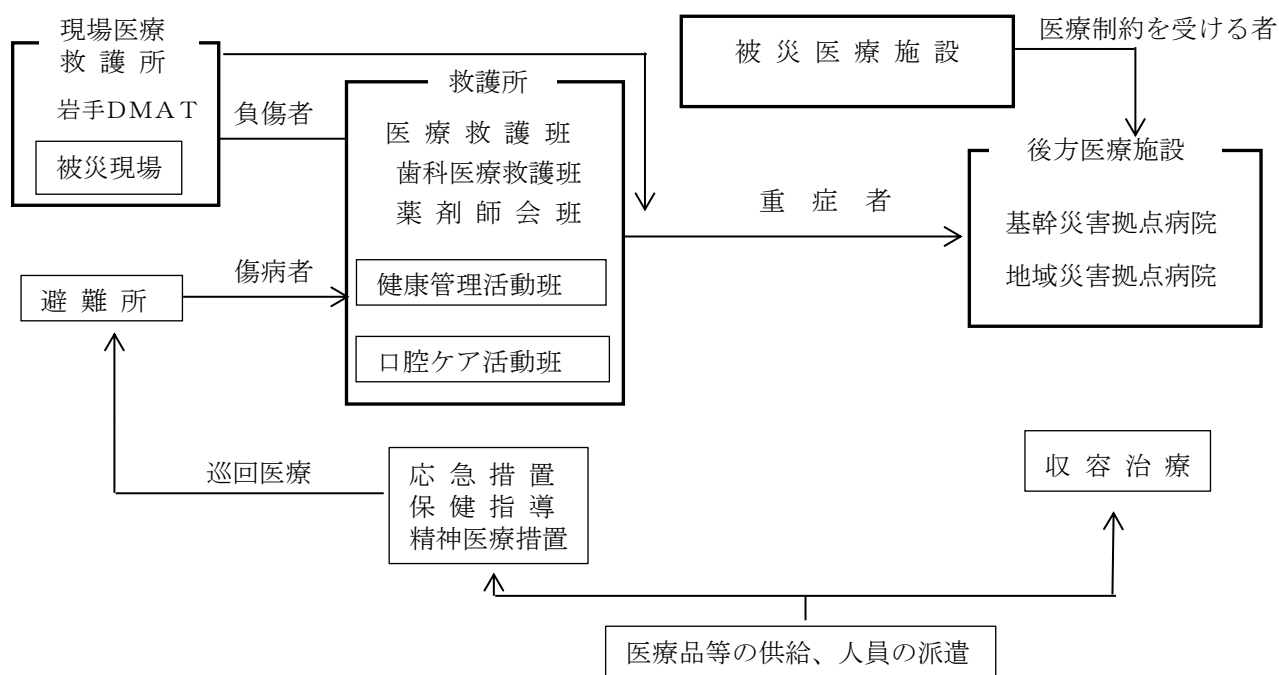 現場医療
救護所
岩手DMAT
被災現場
負傷者
救護所
医療救護班
歯科医療救護班
薬剤師会班
健康管理活動班
口腔ケア活動班
被災医療施設
医療制約を受ける者
後方医療施設
基幹災害拠点病院
地域災害拠点病院
重症者
避難所
傷病者
巡回医療
応急措置
保健指導
精神医療措置
収容治療
医療品等の供給、人員の派遣